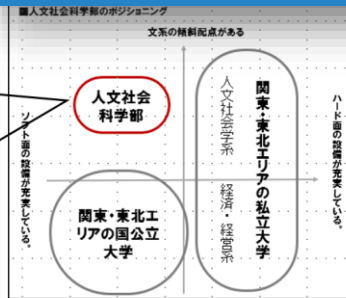 ■人文社会科学部のポジショニング
文系の傾斜配点がある
人文社会
科学部
ソフト面の設備が充実している。
関東・東北エ
リアの国公立
大学
人文社会学系 経済・経営系
関東・東北エリアの私立大学
ハード面の設備が充実している。